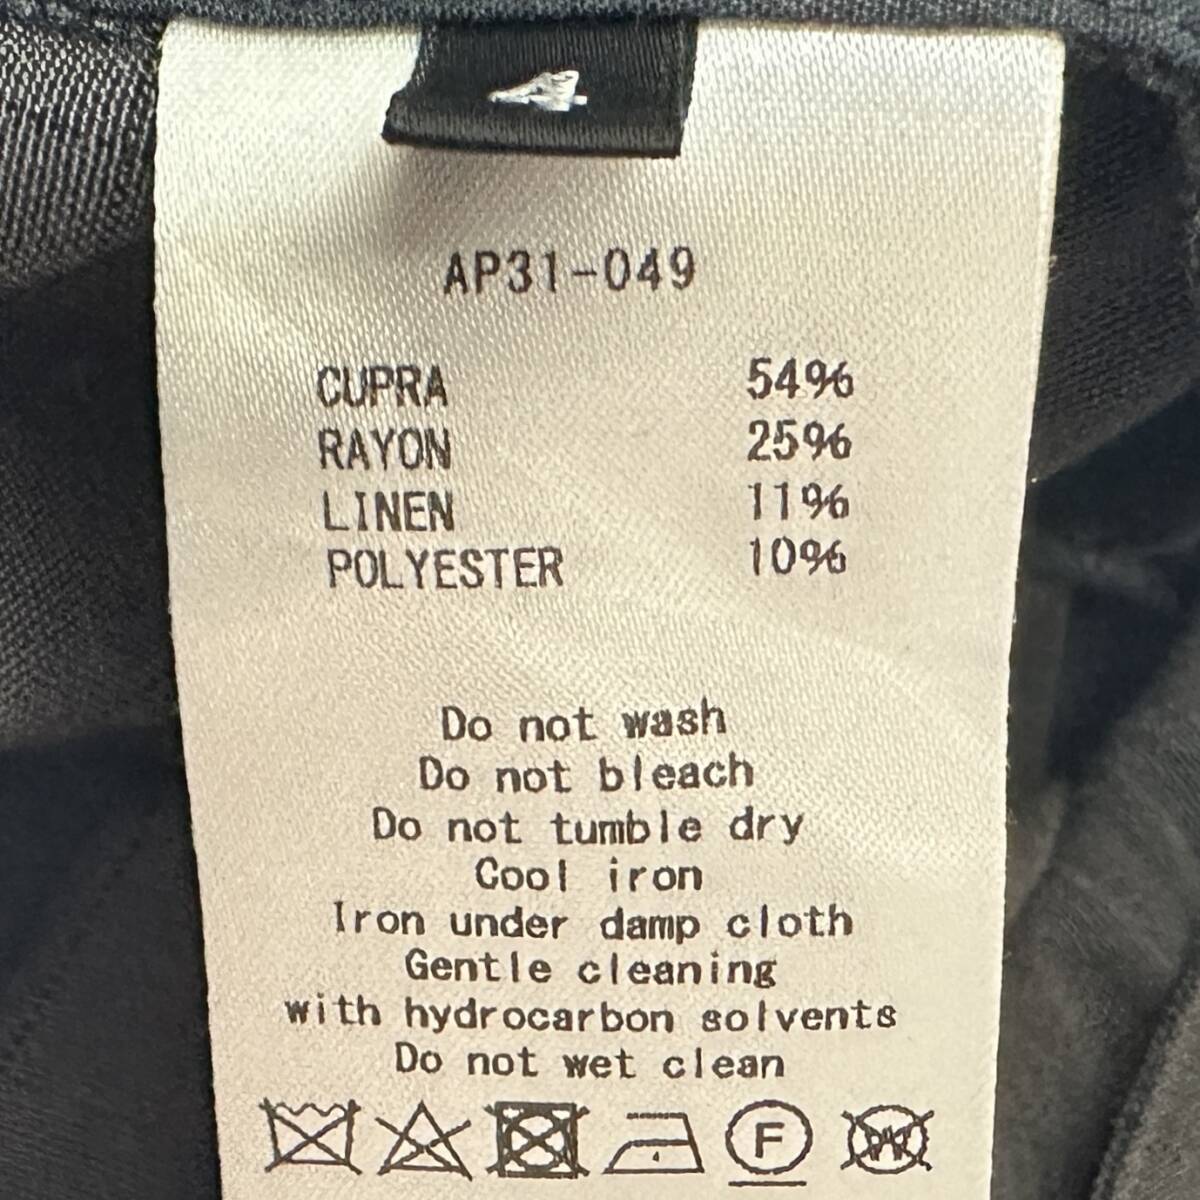 4
AP31-049
CUPRA 54%
RAYON 25%
LINEN 11%
POLYESTER 10%
Do not wash
Do not bleach
Do not tumble dry
Cool iron
Iron under damp cloth
Gentle cleaning
with hydrocarbon solvents
Do not wet clean
F W